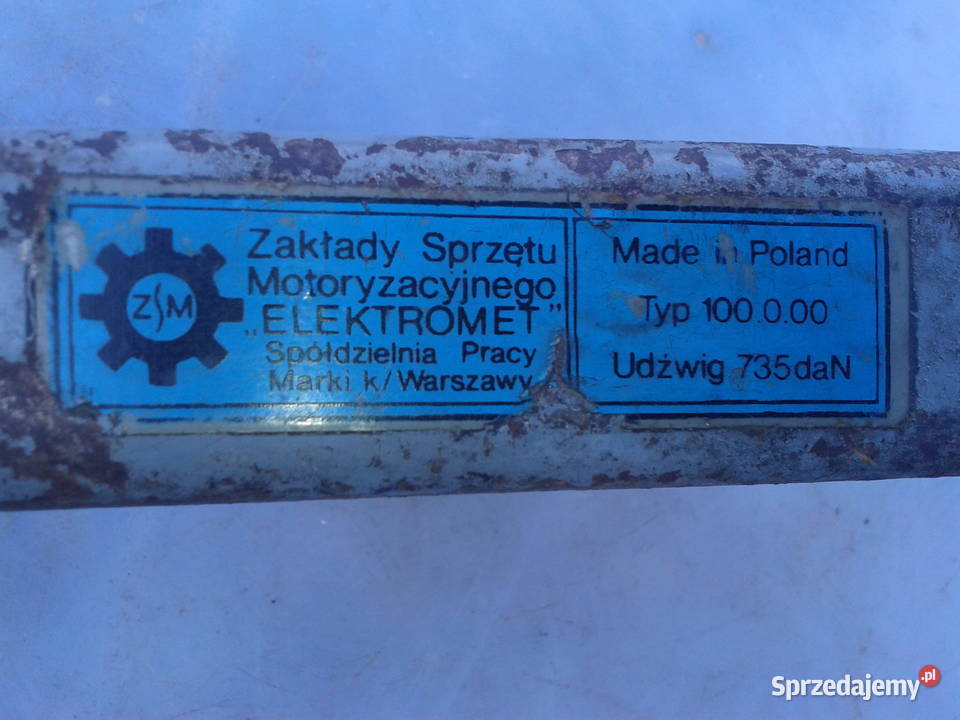 ZSM
Zakłady Sprzętu
Motoryzacyjnego
„ELEKTROMET"
Spółdzielnia Pracy
Marki k/Warszawy
Made in Poland
Typ 100.0.00
Udźwig 735daN
Sprzedajemy.pl